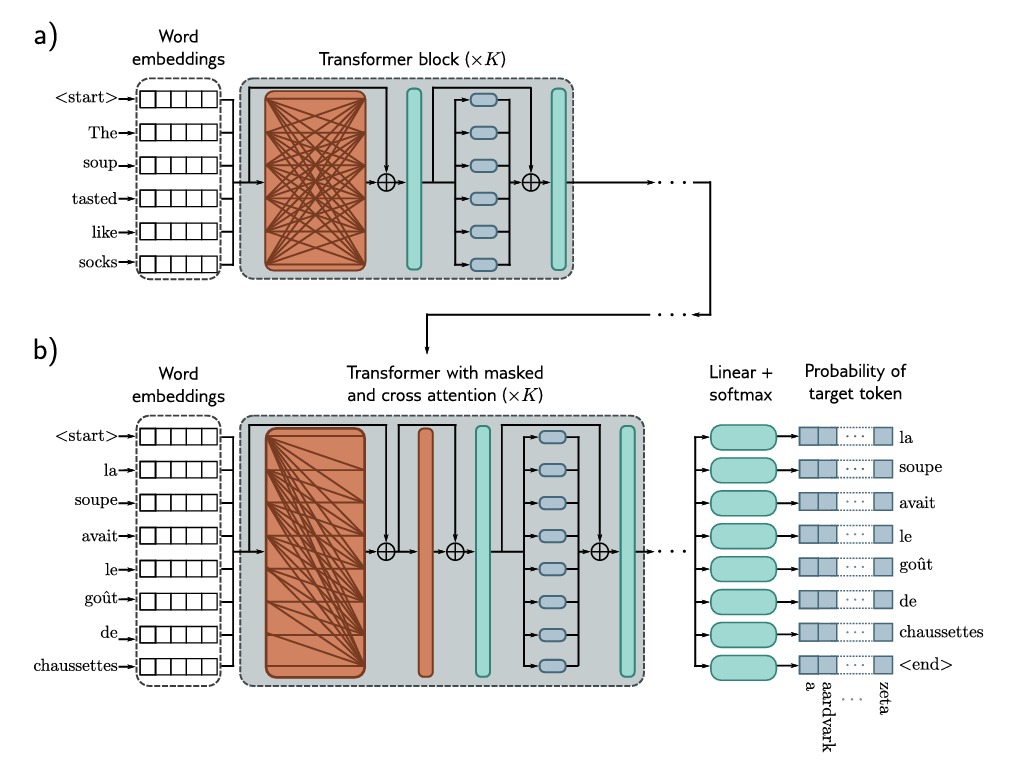 a)
Word
embeddings
Transformer block (×K)
<start>
The
soup
tasted
like
socks
· · ·
· · ·
b)
Word
embeddings
Transformer with masked
and cross attention (×K)
Linear +
softmax
Probability of
target token
<start>
la
soupe
avait
le
goût
de
chaussettes
· · ·
· · · la
· · · soupe
· · · avait
· · · le
· · · goût
· · · de
· · · chaussettes
· · · <end>
a
aardvark
· · ·
zeta